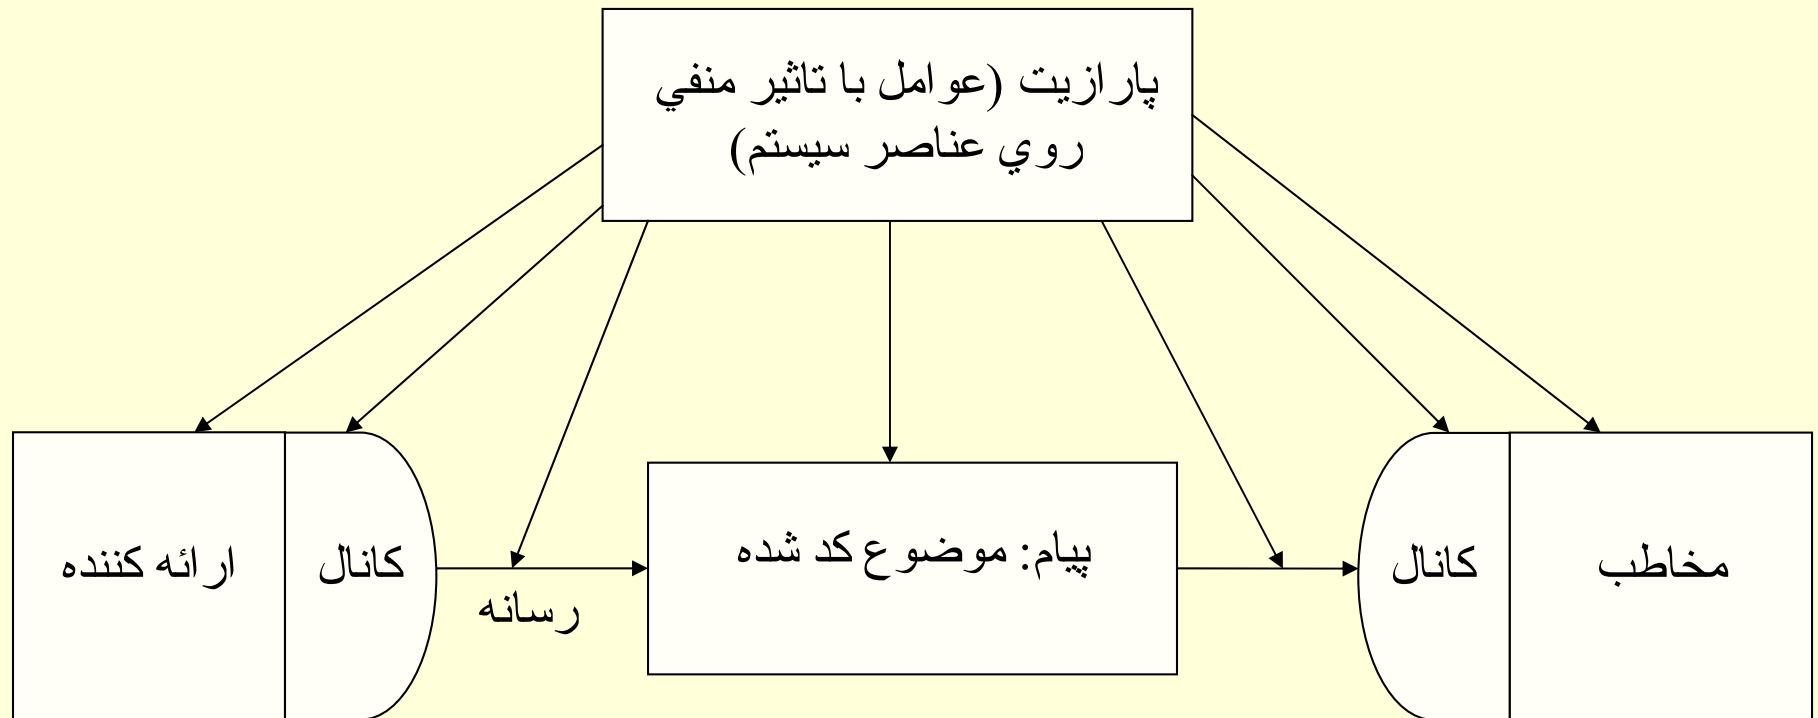 پارازيت (عوامل با تاثير منفي
روي عناصر سيستم)
ارائه كننده
كانال
رسانه
پيام: موضوع كد شده
كانال
مخاطب